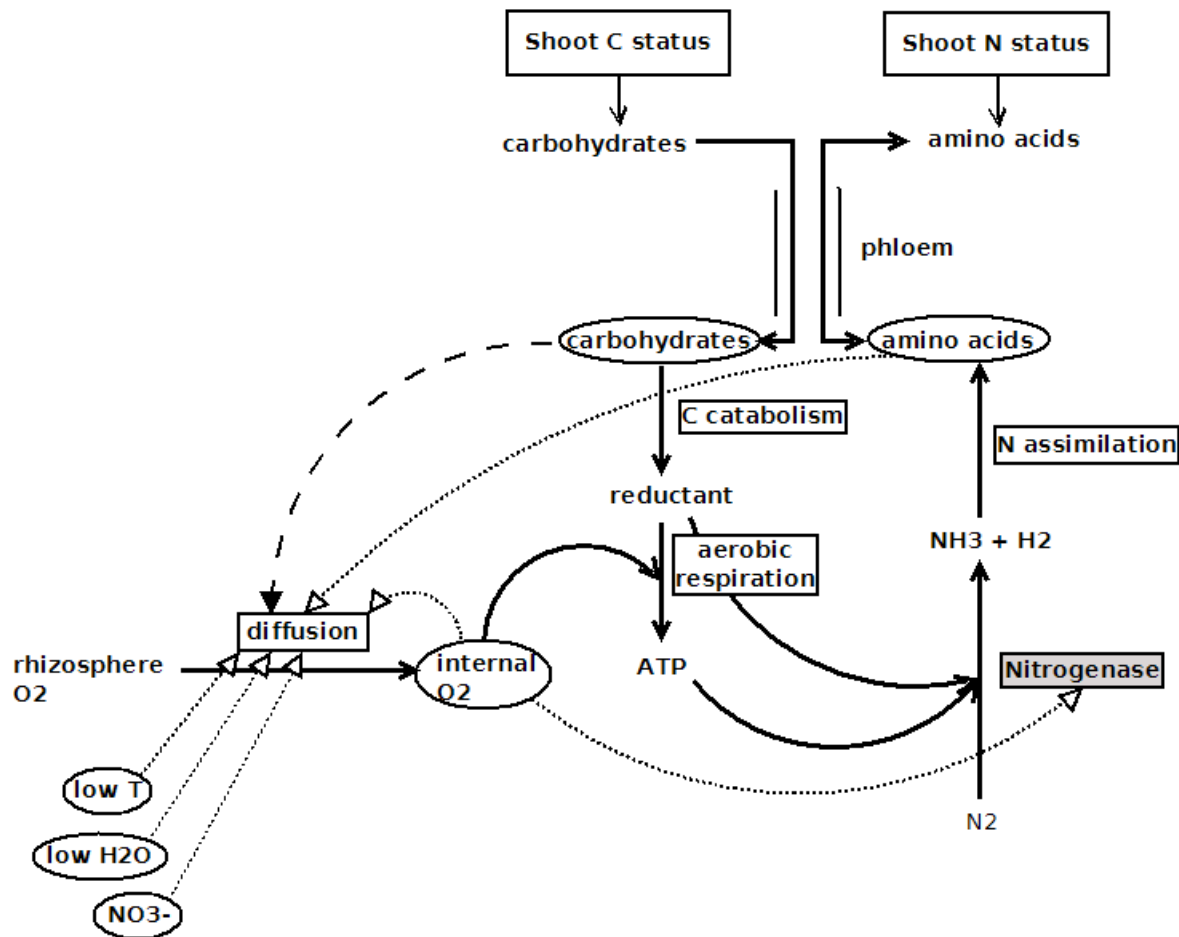 Shoot C status
Shoot N status
carbohydrates
amino acids
phloem
carbohydrates
amino acids
C catabolism
N assimilation
reductant
NH3 + H2
aerobic
respiration
diffusion
rhizosphere
O2
internal
O2
ATP
Nitrogenase
low T
N2
low H2O
NO3-